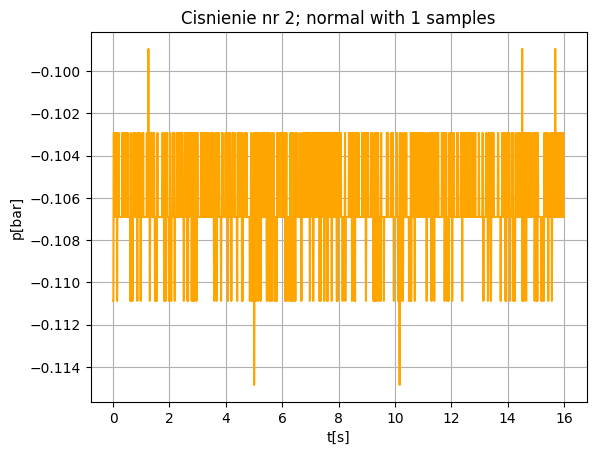 Cisnienie nr 2; normal with 1 samples
p[bar]
−0.100
−0.102
−0.104
−0.106
−0.108
−0.110
−0.112
−0.114
0 2 4 6 8 10 12 14 16
t[s]